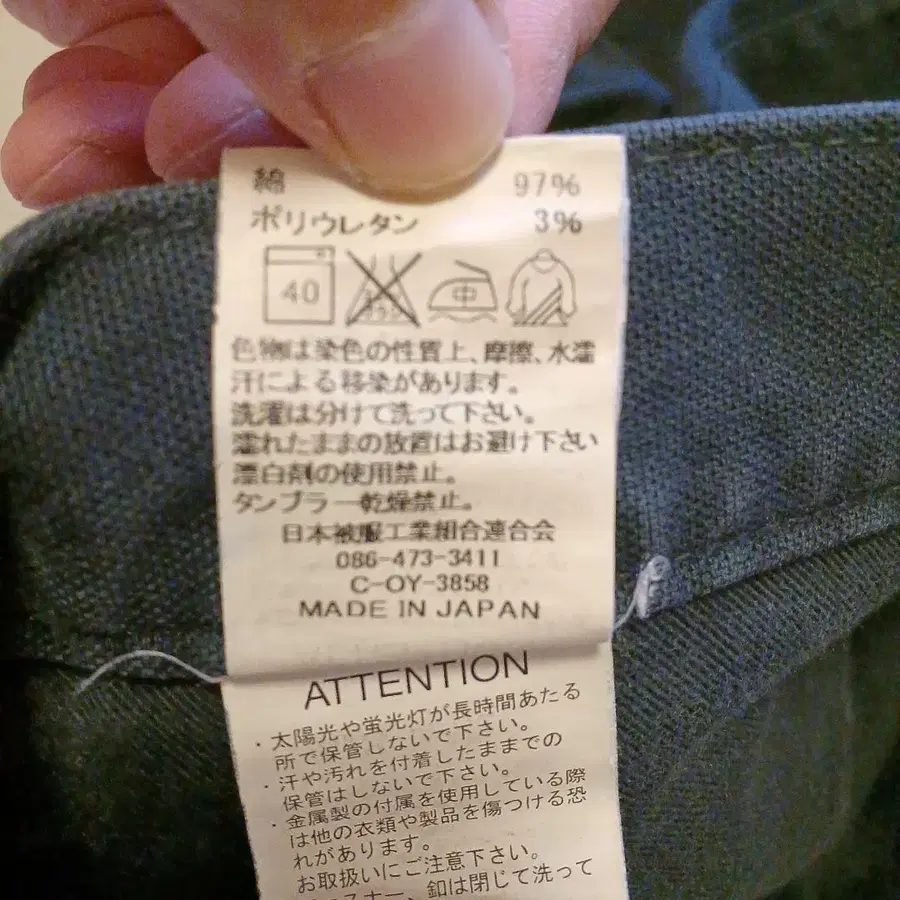 綿 97%
ポリウレタン 3%
40
中
色物は染色の性質上、摩擦、水濡
汗による移染があります。
洗濯は分けて洗って下さい。
濡れたままの放置はお避け下さい
漂白剤の使用禁止。
タンブラー乾燥禁止。
日本被服工業組合連合会
086-473-3411
C-OY-3858
MADE IN JAPAN
ATTENTION
・太陽光や蛍光灯が長時間あたる
所で保管しないで下さい。
・汗や汚れを付着したままでの
保管はしないで下さい。
・金属製の付属を使用している際
は他の衣類や製品を傷つける恐
れがあります。
お取扱いにご注意下さい。
釦は閉じて洗って